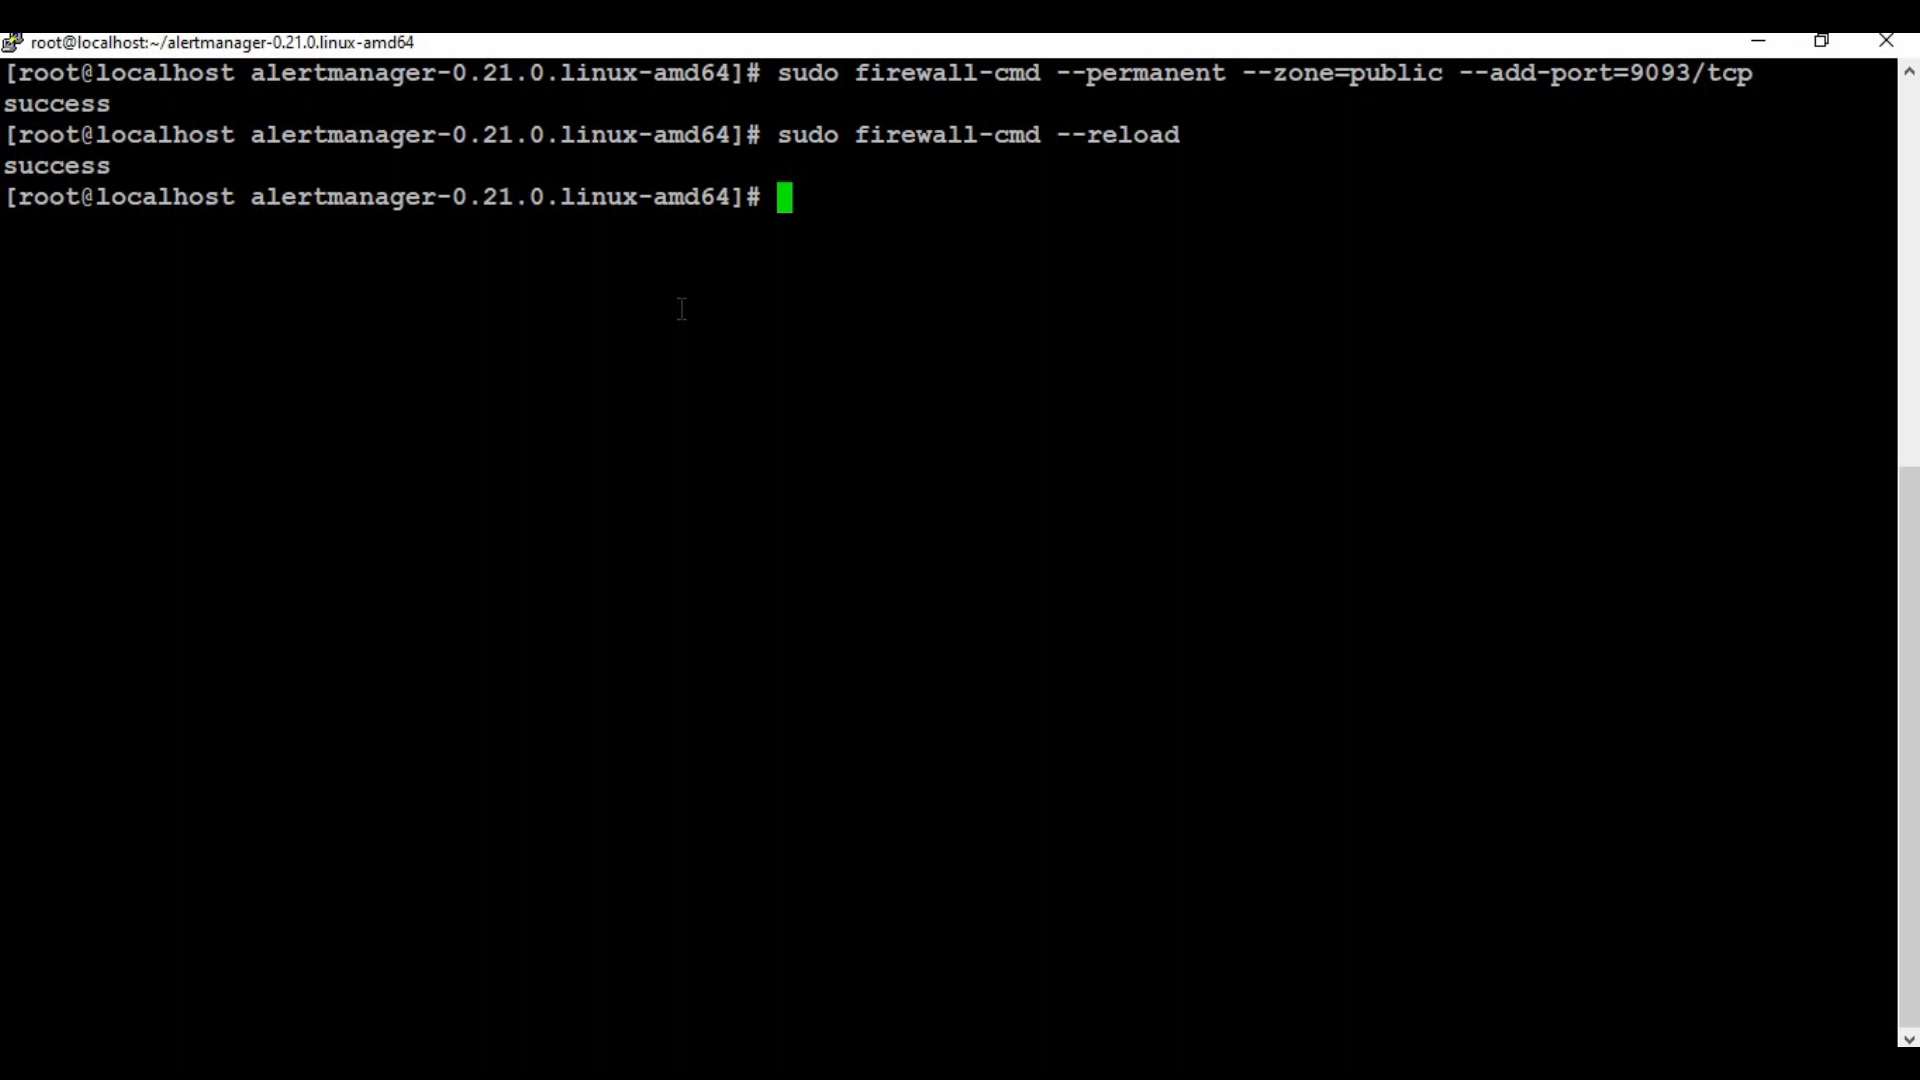 root@localhost:~/alertmanager-0.21.0.linux-amd64
[root@localhost alertmanager-0.21.0.linux-amd64]# sudo firewall-cmd --permanent --zone=public --add-port=9093/tcp
success
[root@localhost alertmanager-0.21.0.linux-amd64]# sudo firewall-cmd --reload
success
[root@localhost alertmanager-0.21.0.linux-amd64]#